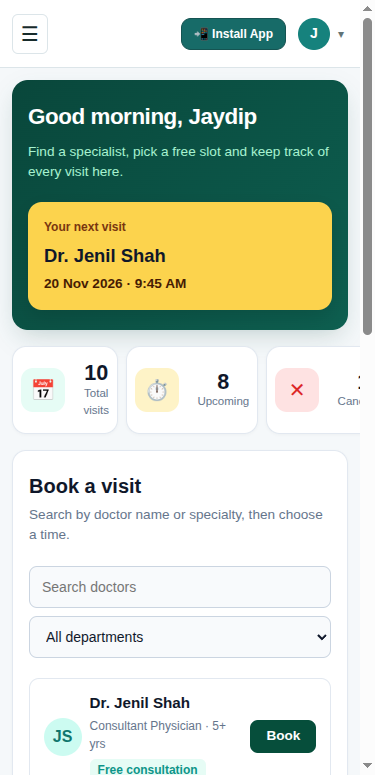 ☰
📲 Install App
J ▼
Good morning, Jaydip
Find a specialist, pick a free slot and keep track of
every visit here.
Your next visit
Dr. Jenil Shah
20 Nov 2026 · 9:45 AM
10
Total
visits
8
Upcoming
Book a visit
Search by doctor name or specialty, then choose
a time.
Search doctors
All departments
JS
Dr. Jenil Shah
Consultant Physician · 5+
yrs
Free consultation
Book